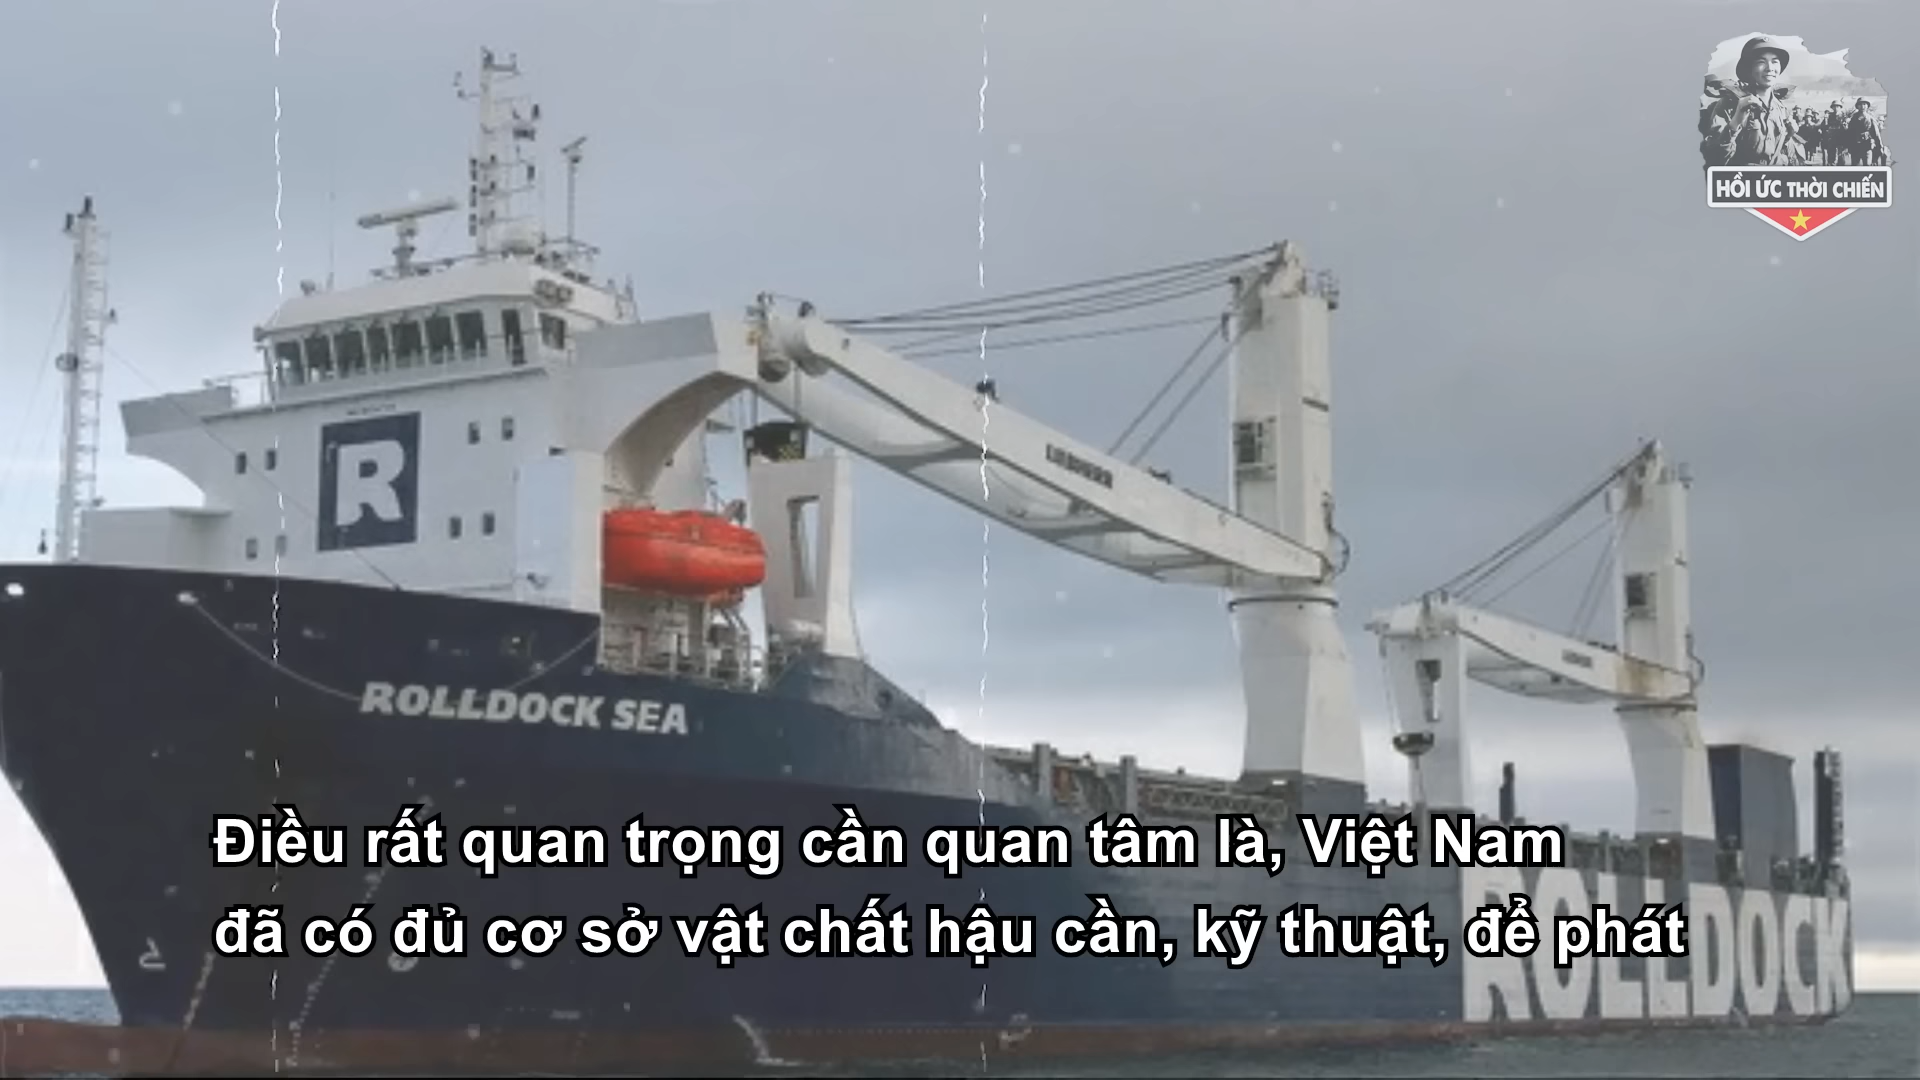 HỒI ỨC THỜI CHIẾN
R
LIEBHERR
ROLLDOCK SEA
Điều rất quan trọng cần quan tâm là, Việt Nam
đã có đủ cơ sở vật chất hậu cần, kỹ thuật, để phát
ROLLDOCK